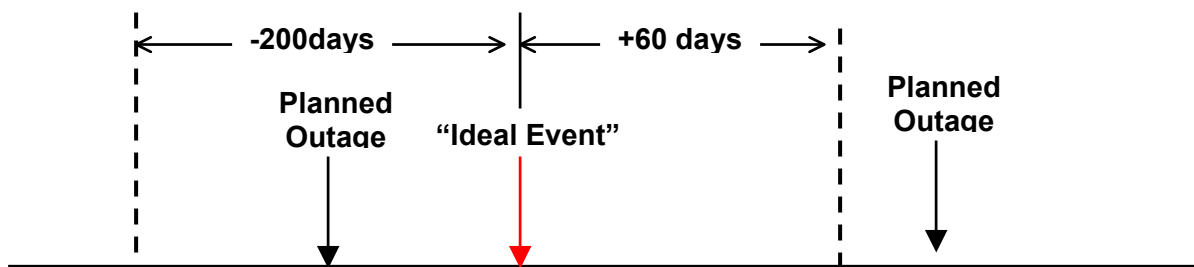 -200days
+60 days
Planned
Outage
“Ideal Event”
Planned
Outage